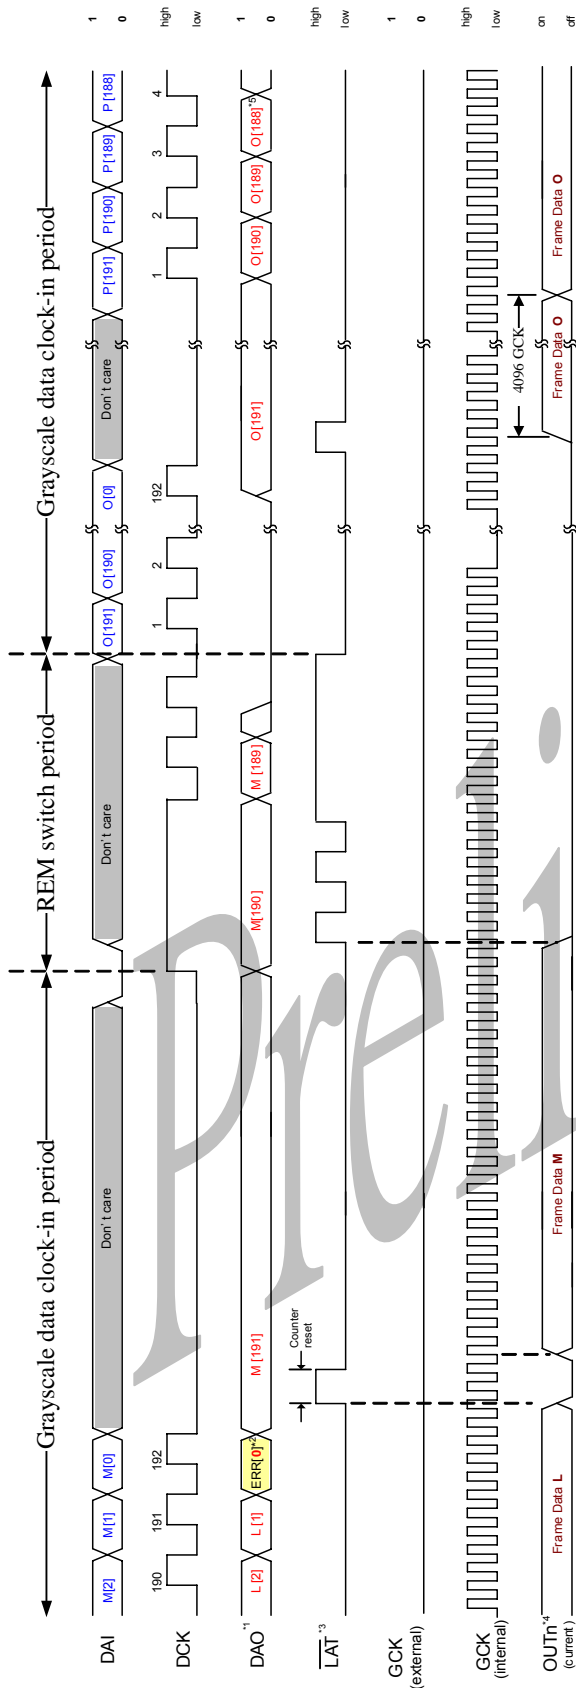 Grayscale data clock-in period REM switch period Grayscale data clock-in period
DAI M[2] M[1] M[0] Don't care Don't care O[191] O[190] O[0] Don't care P [191] P [190] P [189] P [188] 1 0
DCK 190 191 192 1 2 192 1 2 3 4 high low
DAO*1 L [2] L [1] ERR[0]*2 M [191] M[190] M [189] O[191] O[190] O[189] O[188]*5 1 0
LAT*3 Counter reset high low
GCK (external) 1 0
GCK (internal) high low
4096 GCK
OUTn*4 (current) Frame Data L Frame Data M Frame Data O Frame Data O on off
Preli